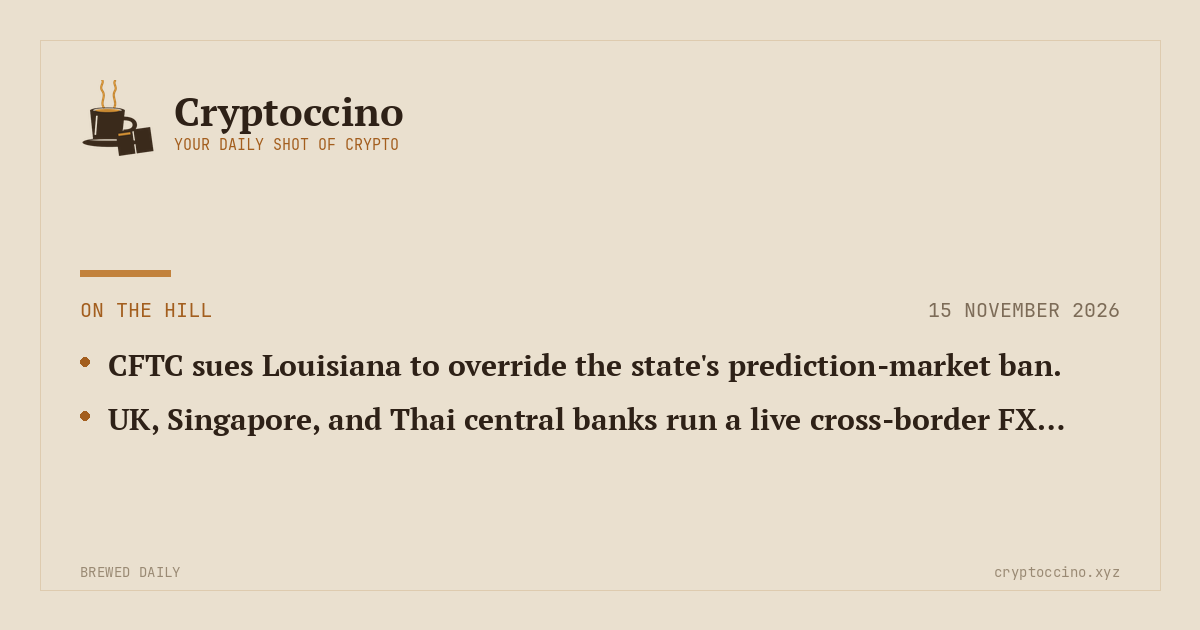 Cryptoccino
YOUR DAILY SHOT OF CRYPTO
ON THE HILL
15 NOVEMBER 2026
CFTC sues Louisiana to override the state's prediction-market ban.
UK, Singapore, and Thai central banks run a live cross-border FX...
BREWED DAILY
cryptoccino.xyz